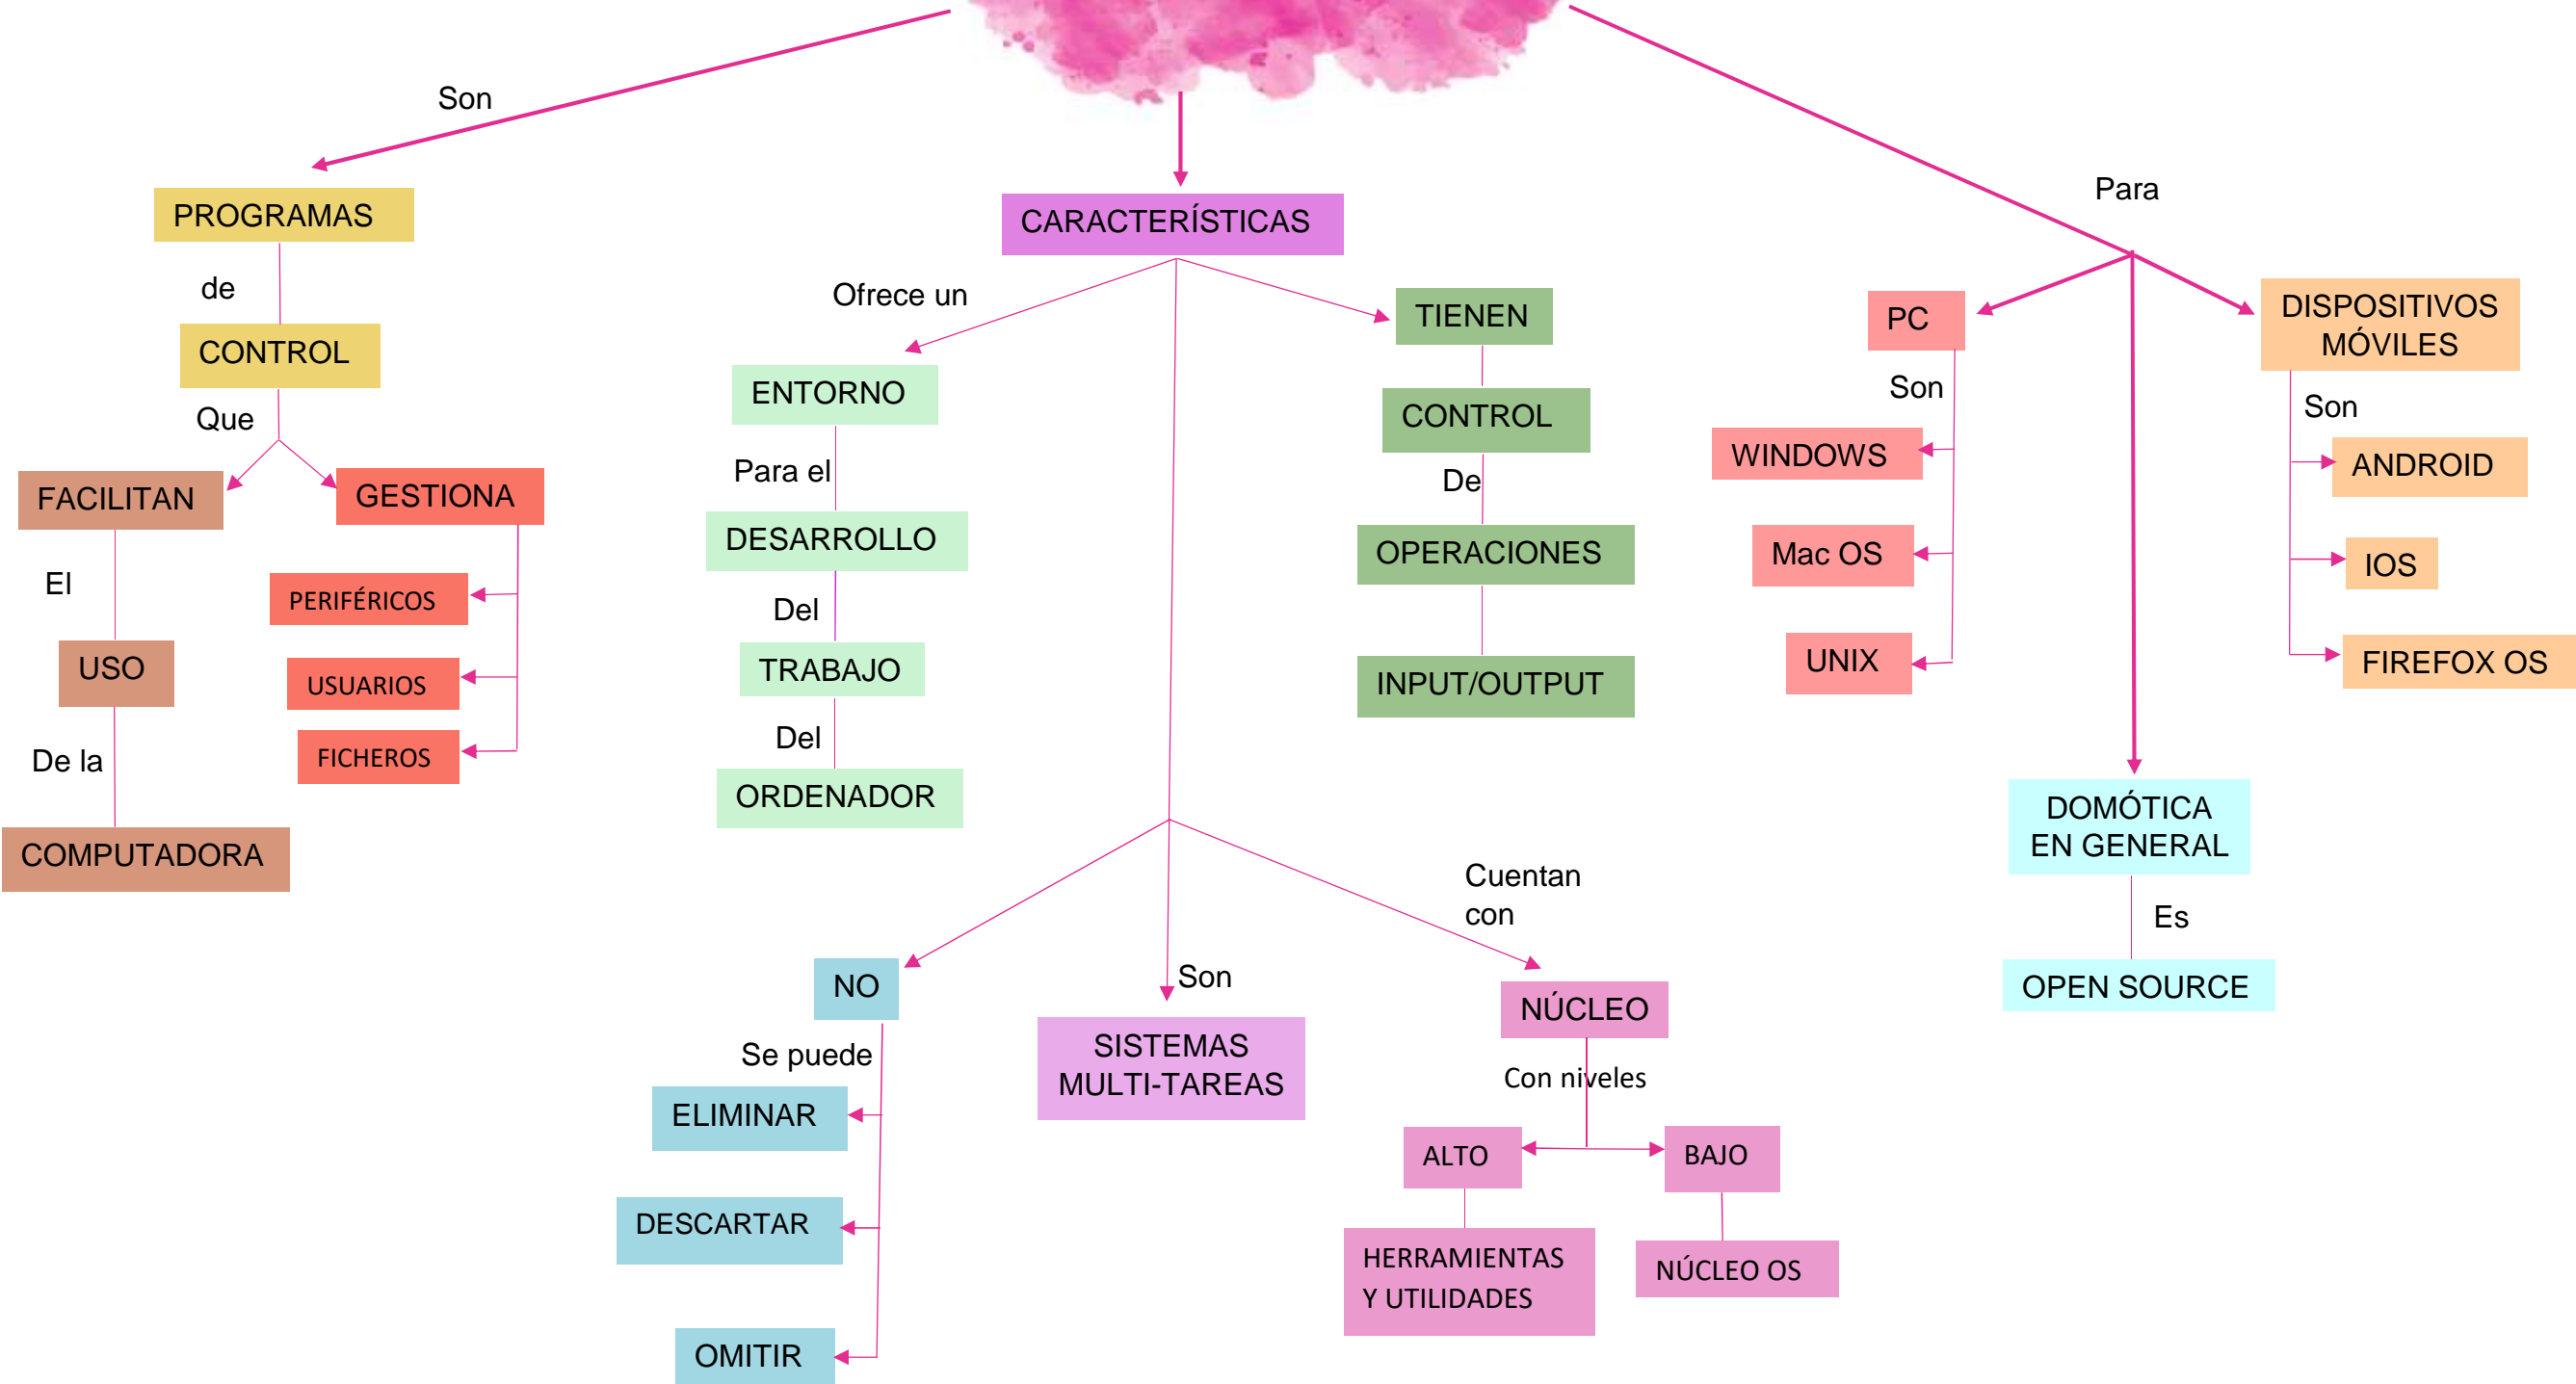 Son
PROGRAMAS
de
CONTROL
Que
FACILITAN
El
USO
De la
COMPUTADORA
GESTIONA
PERIFÉRICOS
USUARIOS
FICHEROS
CARACTERÍSTICAS
Ofrece un
ENTORNO
Para el
DESARROLLO
Del
TRABAJO
Del
ORDENADOR
TIENEN
CONTROL
De
OPERACIONES
INPUT/OUTPUT
NO
Se puede
ELIMINAR
DESCARTAR
OMITIR
Son
SISTEMAS
MULTI-TAREAS
Cuentan
con
NÚCLEO
Con niveles
ALTO
HERRAMIENTAS
Y UTILIDADES
BAJO
NÚCLEO OS
Para
PC
Son
WINDOWS
Mac OS
UNIX
DOMÓTICA
EN GENERAL
Es
OPEN SOURCE
DISPOSITIVOS
MÓVILES
Son
ANDROID
IOS
FIREFOX OS